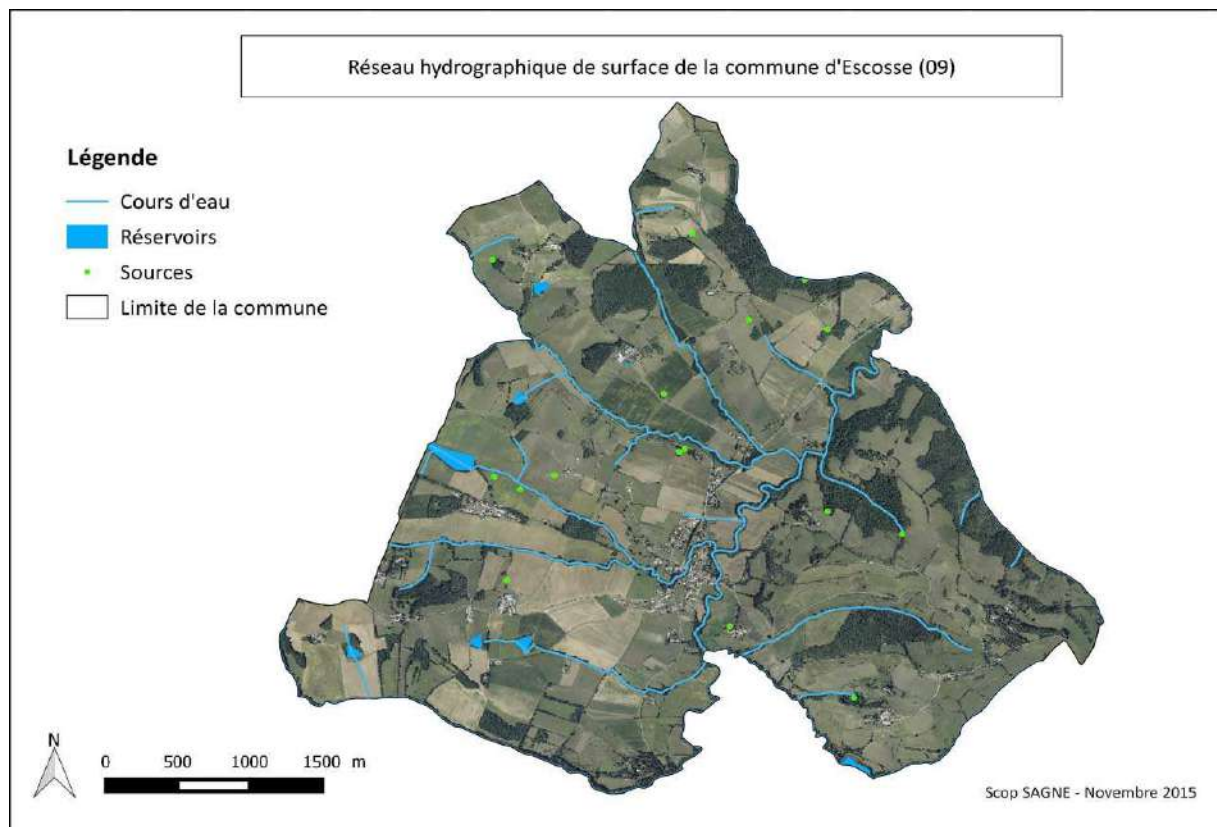 Réseau hydrographique de surface de la commune d'Escosse (09)
Légende
Cours d'eau
Réservoirs
Sources
Limite de la commune
N
0 500 1000 1500 m
Scop SAGNE - Novembre 2015